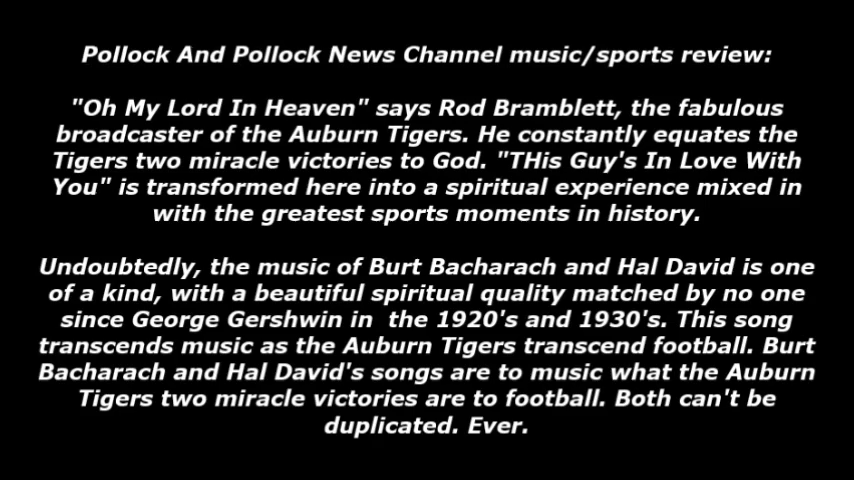 Pollock And Pollock News Channel music/sports review:
"Oh My Lord In Heaven" says Rod Bramblett, the fabulous
broadcaster of the Auburn Tigers. He constantly equates the
Tigers two miracle victories to God. "THis Guy's In Love With
You" is transformed here into a spiritual experience mixed in
with the greatest sports moments in history.
Undoubtedly, the music of Burt Bacharach and Hal David is one
of a kind, with a beautiful spiritual quality matched by no one
since George Gershwin in  the 1920's and 1930's. This song
transcends music as the Auburn Tigers transcend football. Burt
Bacharach and Hal David's songs are to music what the Auburn
Tigers two miracle victories are to football. Both can't be
duplicated. Ever.